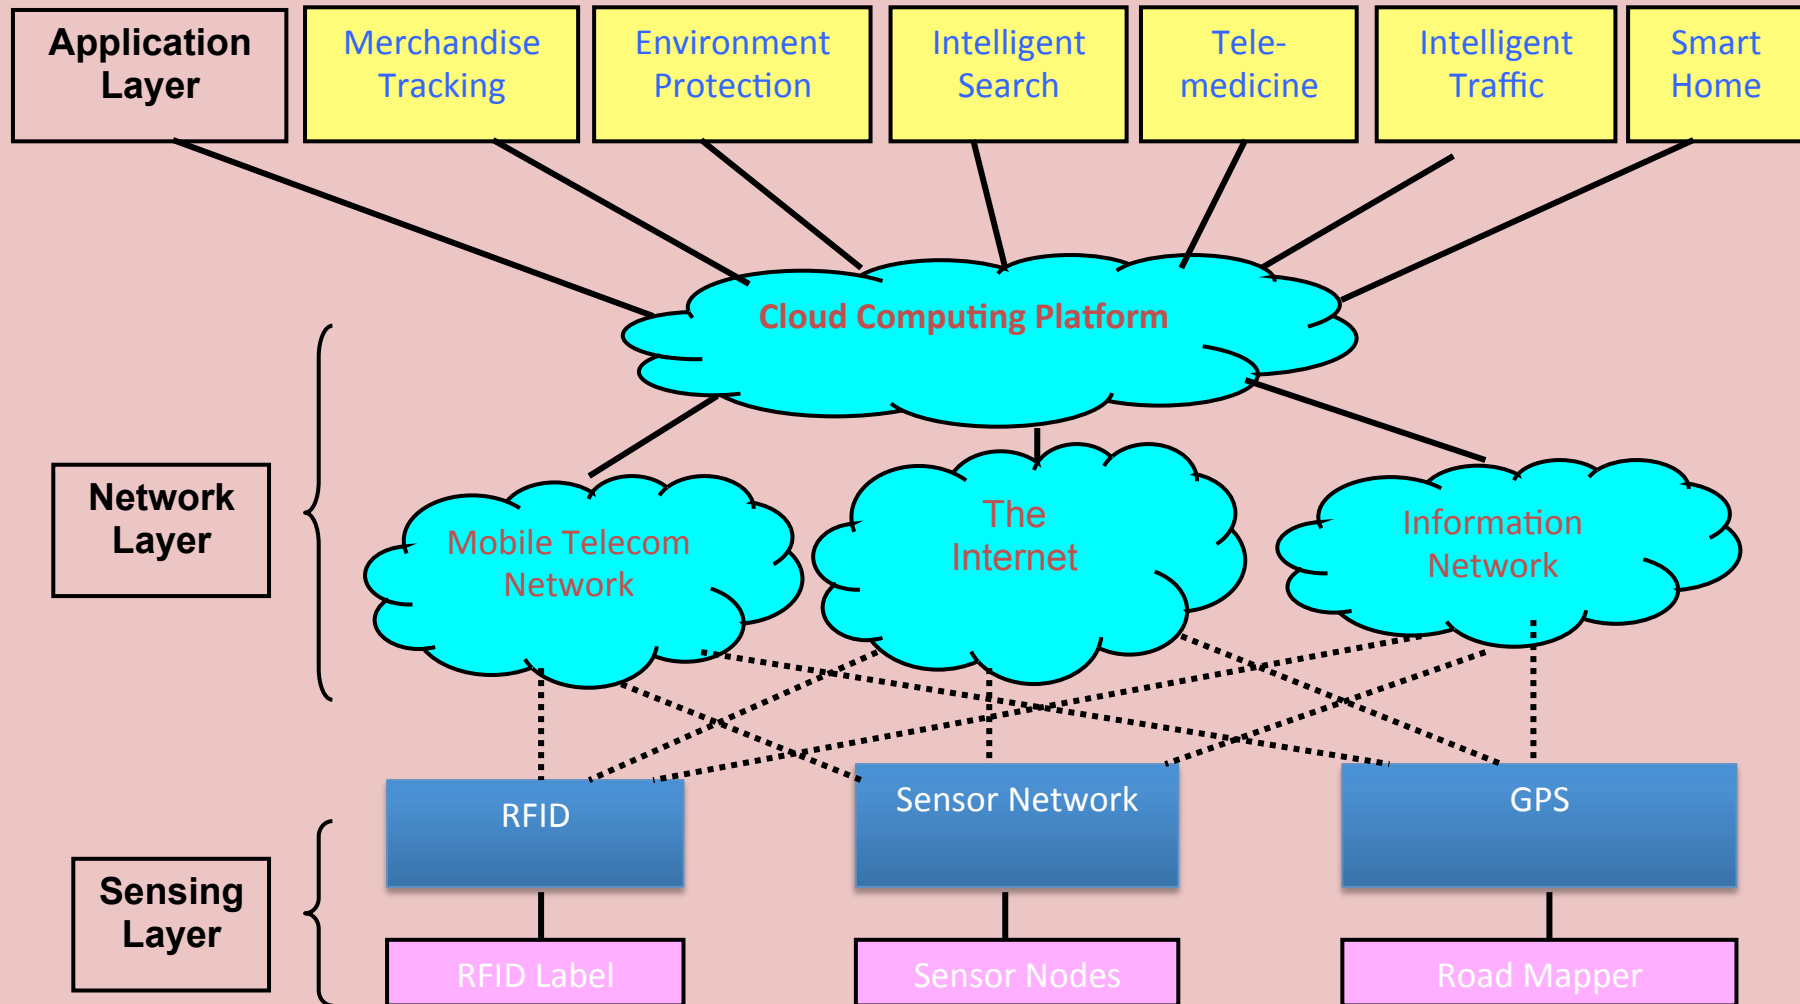 Application
Layer
Merchandise
Tracking
Environment
Protection
Intelligent
Search
Tele-
medicine
Intelligent
Traffic
Smart
Home
Cloud Computing Platform
Network
Layer
Mobile Telecom
Network
The
Internet
Information
Network
RFID
Sensor Network
GPS
Sensing
Layer
RFID Label
Sensor Nodes
Road Mapper